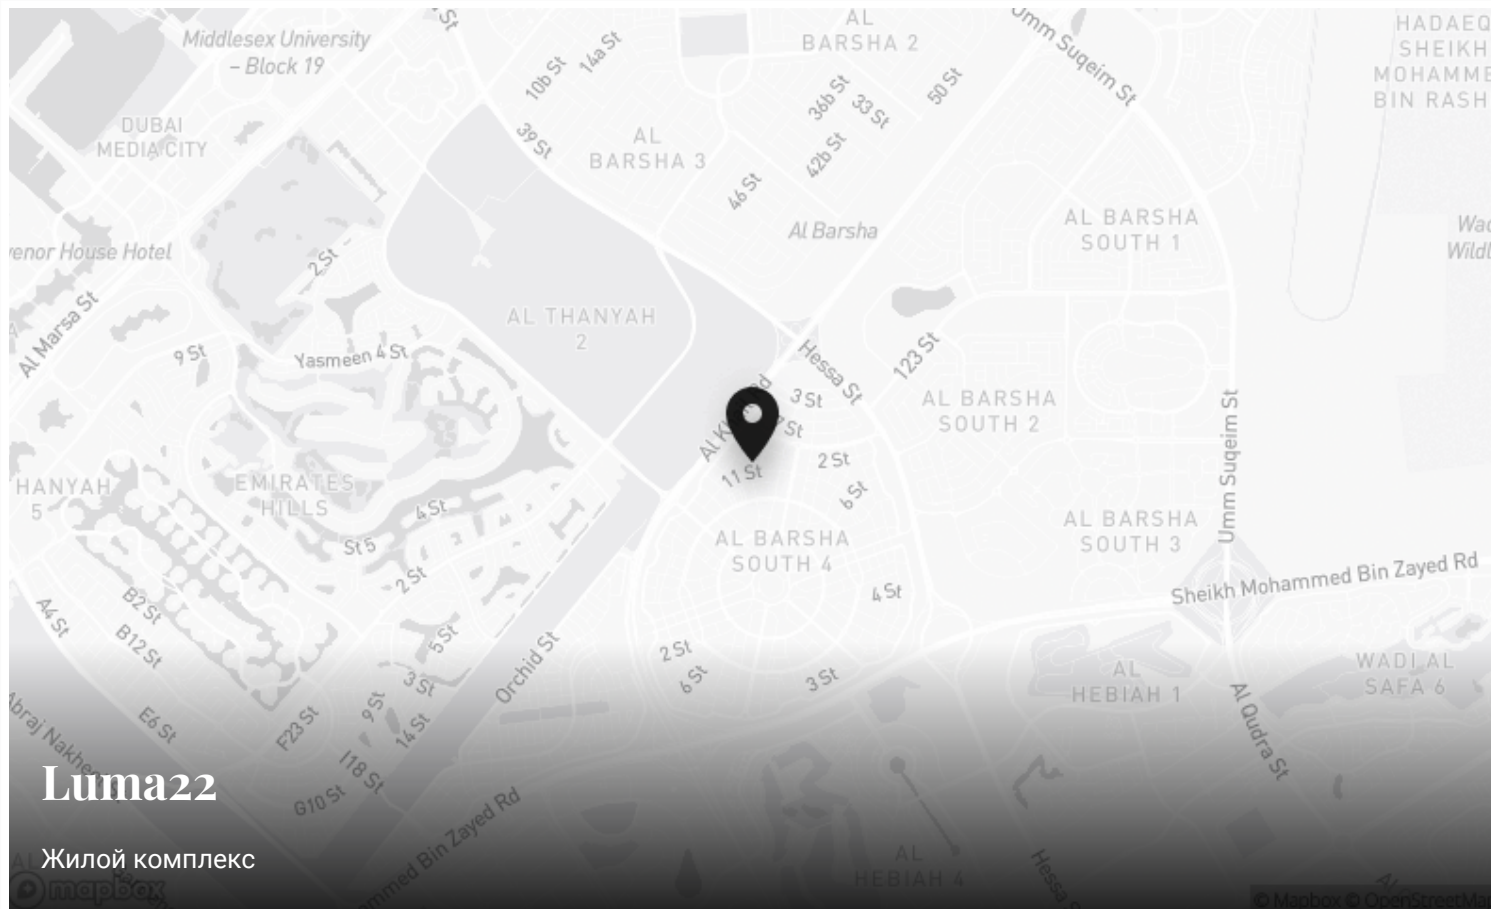 Middlesex University
– Block 19
10b St
14a St
AL
BARSHA 2
Umm Suqeim St
HADAEQ
SHEIKH
MOHAMME
BIN RASH
50 St
36b St
33 St
DUBAI
MEDIA CITY
39 St
AL
BARSHA 3
42b St
46 St
AL BARSHA
SOUTH 1
Al Barsha
venor House Hotel
2 St
Al Marsa St
AL THANYAH
2
9 St
Yasmeen 4 St
Hessa St
123 St
3 St
AL BARSHA
SOUTH 2
Umm Suqeim St
2 St
11 St
6 St
HANYAH
5
EMIRATES
HILLS
4 St
St 5
AL BARSHA
SOUTH 4
AL BARSHA
SOUTH 3
Sheikh Mohammed Bin Zayed Rd
2 St
4 St
A4 St
B2 St
B12 St
5 St
3 St
Orchid St
2 St
6 St
3 St
AL
HEBIAH 1
WADI AL
SAFA 6
Al Qudra St
E6 St
F23 St
9 St
14 St
I18 St
G10 St
Luma22
Жилой комплекс
mapbox
AL
HEBIAH 4
© Mapbox © OpenStreetMap